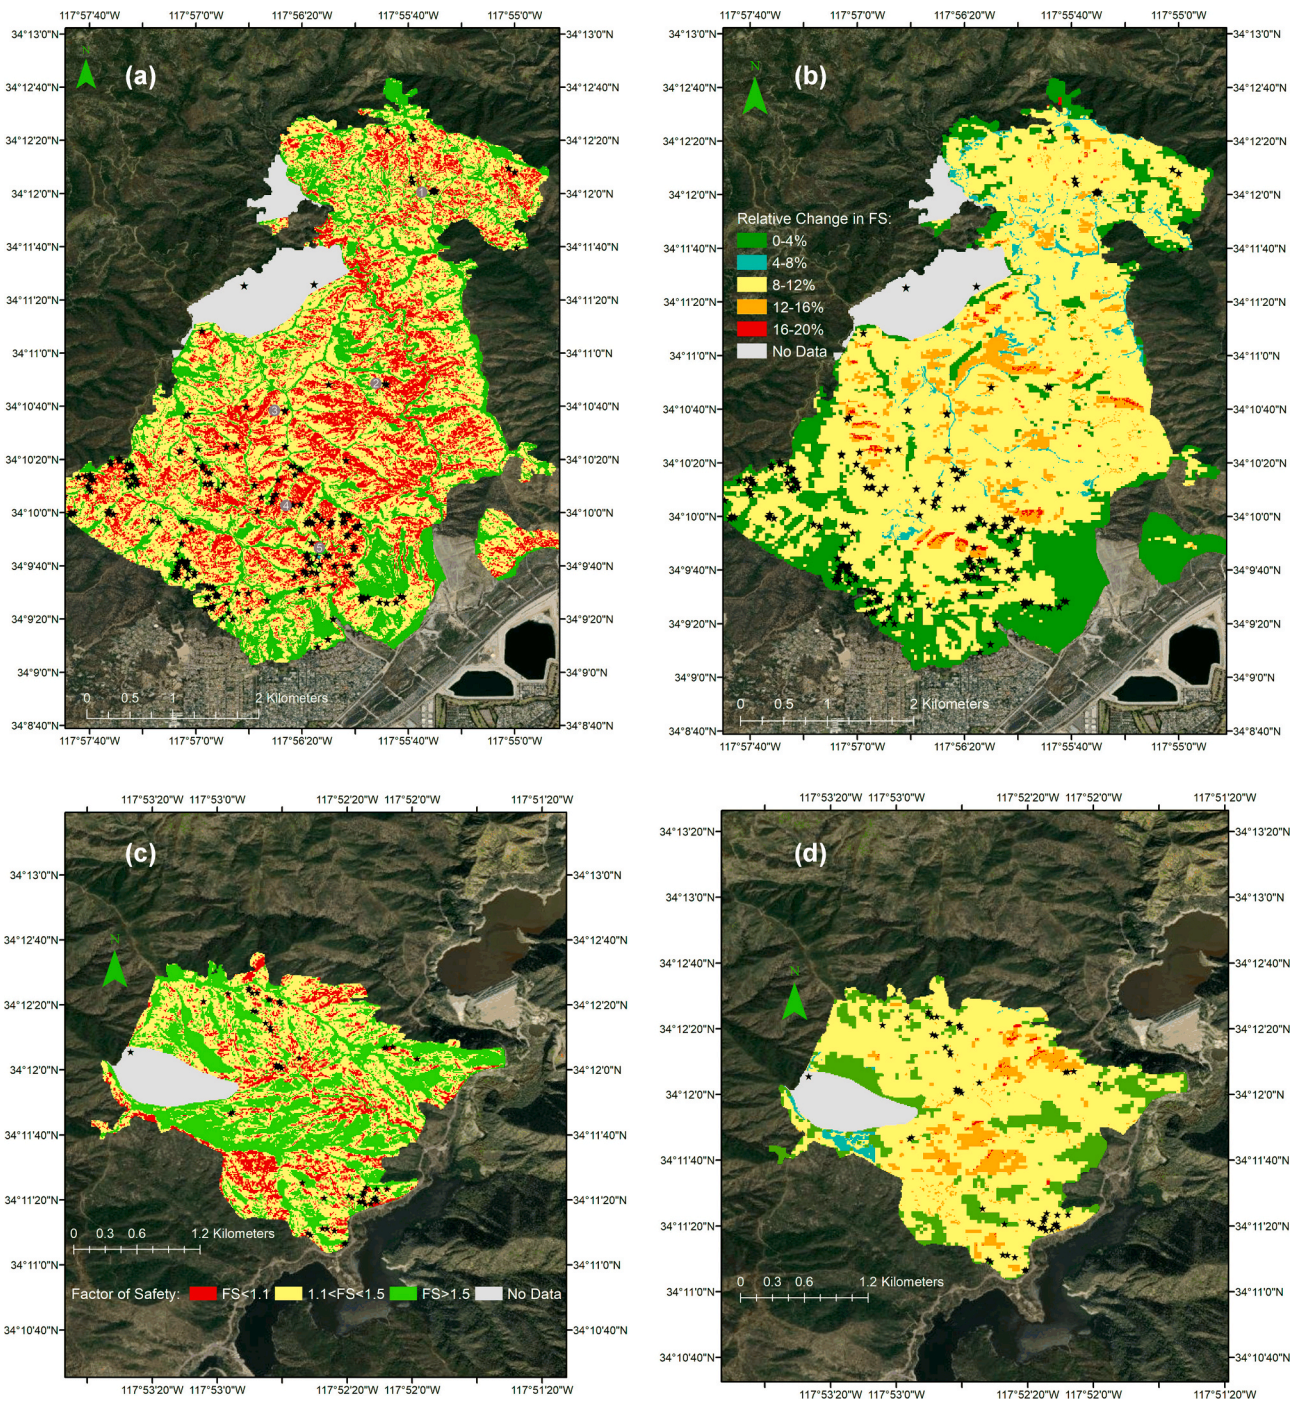 117°57'40"W 117°57'0"W 117°56'20"W 117°55'40"W 117°55'0"W
34°13'0"N 34°13'0"N
N
(a)
34°12'40"N 34°12'40"N
34°12'20"N 34°12'20"N
34°12'0"N 34°12'0"N
1
34°11'40"N 34°11'40"N
34°11'20"N 34°11'20"N
34°11'0"N 34°11'0"N
2
34°10'40"N 34°10'40"N
3
34°10'20"N 34°10'20"N
34°10'0"N 34°10'0"N
4
5
34°9'40"N 34°9'40"N
34°9'20"N 34°9'20"N
34°9'0"N 34°9'0"N
0 0.5 1 2 Kilometers
34°8'40"N 34°8'40"N
117°57'40"W 117°57'0"W 117°56'20"W 117°55'40"W 117°55'0"W
117°57'40"W 117°57'0"W 117°56'20"W 117°55'40"W 117°55'0"W
34°13'0"N 34°13'0"N
N
(b)
34°12'40"N 34°12'40"N
34°12'20"N 34°12'20"N
34°12'0"N 34°12'0"N
Relative Change in FS:
0-4%
34°11'40"N 34°11'40"N
4-8%
8-12%
34°11'20"N 34°11'20"N
12-16%
16-20%
No Data
34°11'0"N 34°11'0"N
34°10'40"N 34°10'40"N
34°10'20"N 34°10'20"N
34°10'0"N 34°10'0"N
34°9'40"N 34°9'40"N
34°9'20"N 34°9'20"N
34°9'0"N 34°9'0"N
0 0.5 1 2 Kilometers
34°8'40"N 34°8'40"N
117°57'40"W 117°57'0"W 117°56'20"W 117°55'40"W 117°55'0"W
117°53'20"W 117°53'0"W 117°52'20"W 117°52'0"W 117°51'20"W
(c)
34°13'0"N 34°13'0"N
N
34°12'40"N 34°12'40"N
34°12'20"N 34°12'20"N
34°12'0"N 34°12'0"N
34°11'40"N 34°11'40"N
34°11'20"N 34°11'20"N
0 0.3 0.6 1.2 Kilometers
34°11'0"N 34°11'0"N
Factor of Safety: FS<1.1 1.1<FS<1.5 FS>1.5 No Data
34°10'40"N 34°10'40"N
117°53'20"W 117°53'0"W 117°52'20"W 117°52'0"W 117°51'20"W
117°53'20"W 117°53'0"W 117°52'20"W 117°52'0"W 117°51'20"W
34°13'20"N 34°13'20"N
(d)
34°13'0"N 34°13'0"N
34°12'40"N 34°12'40"N
N
34°12'20"N 34°12'20"N
34°12'0"N 34°12'0"N
34°11'40"N 34°11'40"N
34°11'20"N 34°11'20"N
0 0.3 0.6 1.2 Kilometers
34°11'0"N 34°11'0"N
34°10'40"N 34°10'40"N
117°53'20"W 117°53'0"W 117°52'20"W 117°52'0"W 117°51'20"W